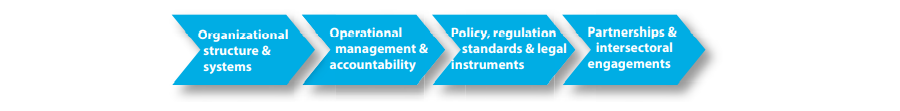 Organizational
structure &
systems
Operational
management &
accountability
Policy, regulation
standards & legal
instruments
Partnerships &
intersectoral
engagements